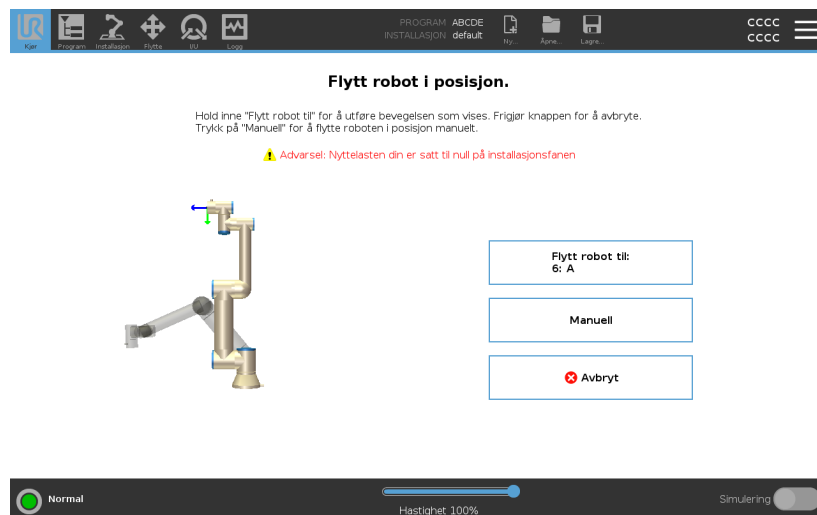 UR
Kjør
Program
Installasjon
Flytte
I/U
Logg
PROGRAM ABCDE
INSTALLASJON default
Ny...
Åpne...
Lagre...
CCCC
CCCC
Flytt robot i posisjon.
Hold inne "Flytt robot til" for å utføre bevegelsen som vises. Frigjør knappen for å avbryte.
Trykk på "Manuell" for å flytte roboten i posisjon manuelt.
Advarsel: Nyttelasten din er satt til null på installasjonsfanen
Flytt robot til:
6: A
Manuell
Avbryt
Normal
Hastighet 100%
Simulering